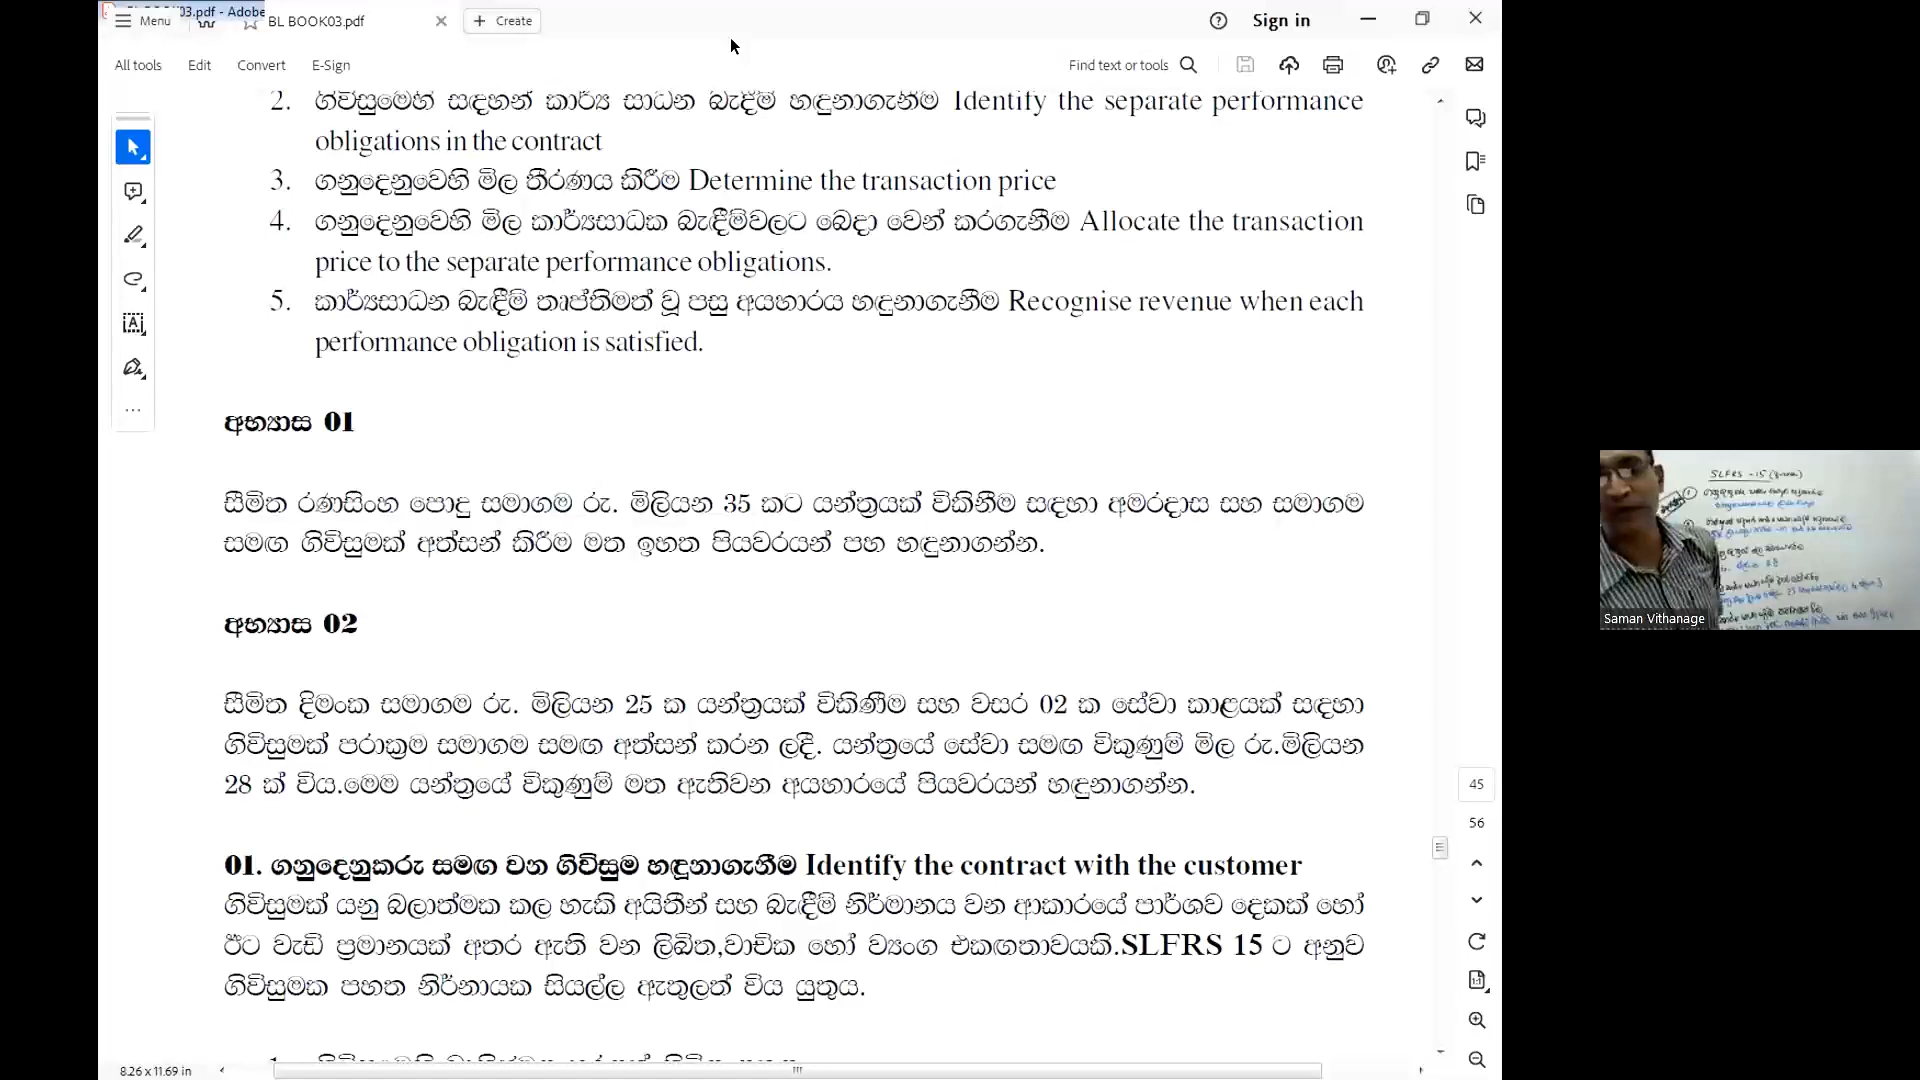 03.pdf - Adobe
Menu
BL BOOK03.pdf
Create
Sign in
All tools
Edit
Convert
E-Sign
Find text or tools
2. ගිවිසුමෙහි සඳහන් කාර්ය සාධන බැඳීම් හඳුනාගැනීම Identify the separate performance
obligations in the contract
3. ගනුදෙනුවෙහි මිල තීරණය කිරීම Determine the transaction price
4. ගනුදෙනුවෙහි මිල කාර්යසාධක බැඳීම්වලට බෙදා වෙන් කරගැනීම Allocate the transaction
price to the separate performance obligations.
5. කාර්යසාධන බැඳීම් තෘප්තිමත් වූ පසු අයභාරය හඳුනාගැනීම Recognise revenue when each
performance obligation is satisfied.
අභ්‍යාස 01
සීමිත රණසිංහ පොදු සමාගම රු. මිලියන 35 කට යන්ත්‍රයක් විකිනීම සඳහා අමරදාස සහ සමාගම
සමඟ ගිවිසුමක් අත්සන් කිරීම මත ඉහත පියවරයන් පහ හඳුනාගන්න.
අභ්‍යාස 02
සීමිත දිමංක සමාගම රු. මිලියන 25 ක යන්ත්‍රයක් විකිණීම සහ වසර 02 ක සේවා කාළයක් සඳහා
ගිවිසුමක් පරාක්‍රම සමාගම සමඟ අත්සන් කරන ලදී. යන්ත්‍රයේ සේවා සමඟ විකුණුම් මිල රු.මිලියන
28 ක් විය.මෙම යන්ත්‍රයේ විකුණුම් මත ඇතිවන අයභාරයේ පියවරයන් හඳුනාගන්න.
01. ගනුදෙනුකරු සමඟ වන ගිවිසුම හඳුනාගැනීම Identify the contract with the customer
ගිවිසුමක් යනු බලාත්මක කල හැකි අයිතීන් සහ බැඳීම් නිර්මානය වන ආකාරයේ පාර්ශව දෙකක් හෝ
ඊට වැඩි ප්‍රමානයක් අතර ඇති වන ලිඛිත,වාචික හෝ ව්‍යංග එකඟතාවයකි.SLFRS 15 ට අනුව
ගිවිසුමක පහත නිර්නායක සියල්ල ඇතුලත් විය යුතුය.
45
56
8.26 x 11.69 in
SLFRS - 15
Saman Vithanage